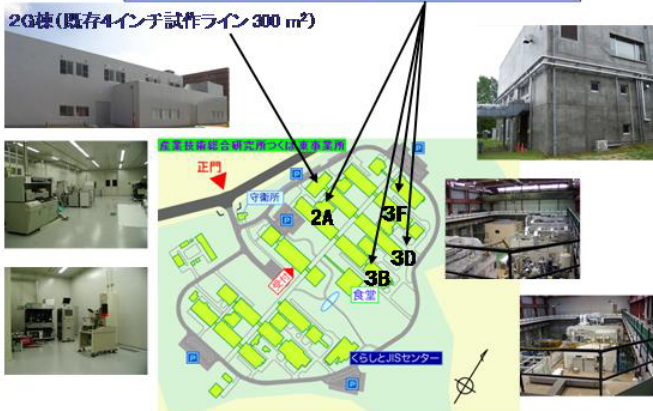 2G棟(既存4インチ試作ライン 300 m²)
産業技術総合研究所つくば東事業所
正門
P
守衛所
P
P
2A
3F
3D
3B
受付
食堂
P
くらしとJISセンター
P